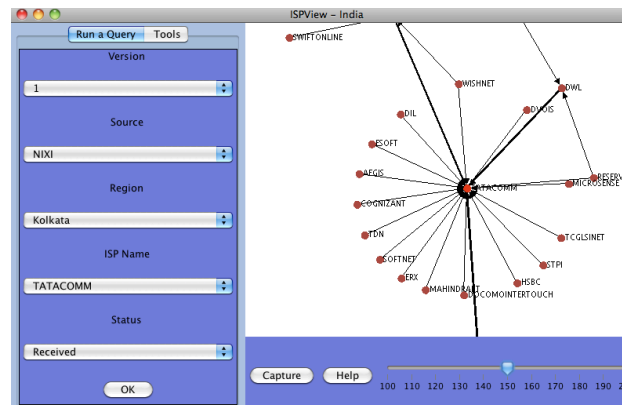 ISPView – India
Run a Query
Tools
Version
1
Source
NIXI
Region
Kolkata
ISP Name
TATACOMM
Status
Received
OK
SWIFTONLINE
WISHNET
DWL
DIL
DVOIS
ESOFT
AEGIS
RESERV
MICROSENSE
TATACOMM
COGNIZANT
TDN
TCGLSINET
SOFTNET
STPI
ERX
HSBC
DOCOMOINTERTOUCH
Capture
Help
100 110 120 130 140 150 160 170 180 190 2